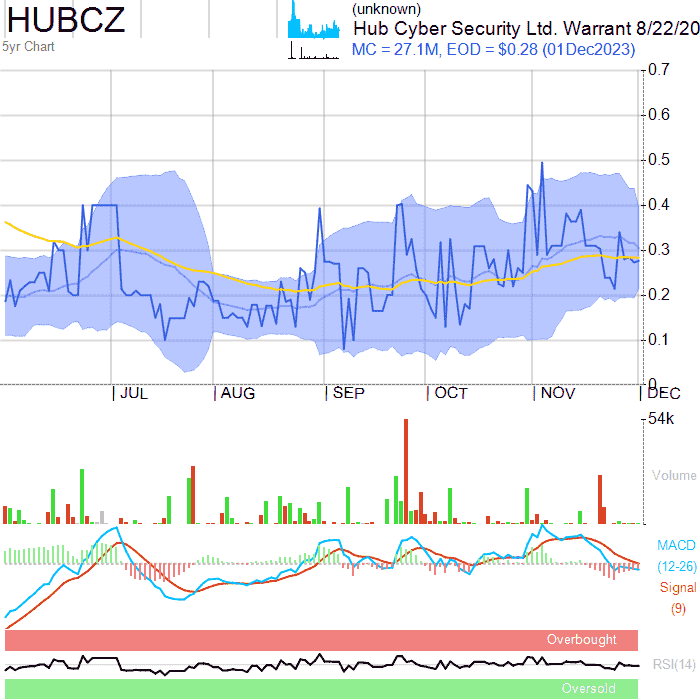 HUBCZ
5yr Chart
(unknown)
Hub Cyber Security Ltd. Warrant 8/22/20
MC = 27.1M, EOD = $0.28 (01Dec2023)
0.7
0.6
0.5
0.4
0.3
0.2
0.1
0
JUL AUG SEP OCT NOV DEC
54k
Volume
MACD
(12-26)
Signal
(9)
Overbought
RSI(14)
Oversold